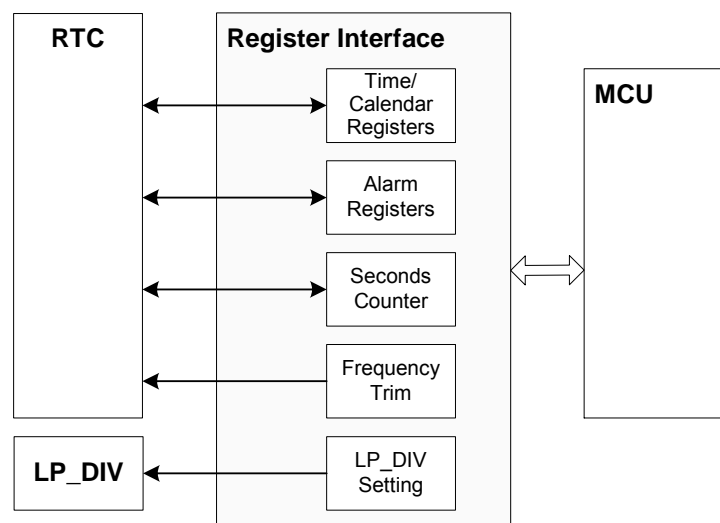 RTC
Register Interface
Time/
Calendar
Registers
MCU
Alarm
Registers
Seconds
Counter
Frequency
Trim
LP_DIV
LP_DIV
Setting